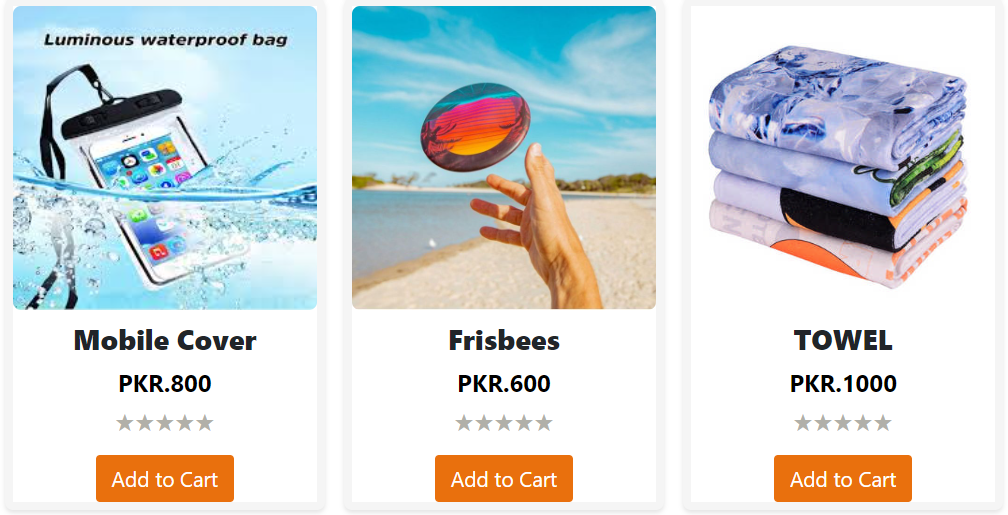 Luminous waterproof bag
Mobile Cover
PKR.800
★★★★★
Add to Cart
Frisbees
PKR.600
★★★★★
Add to Cart
TOWEL
PKR.1000
★★★★★
Add to Cart